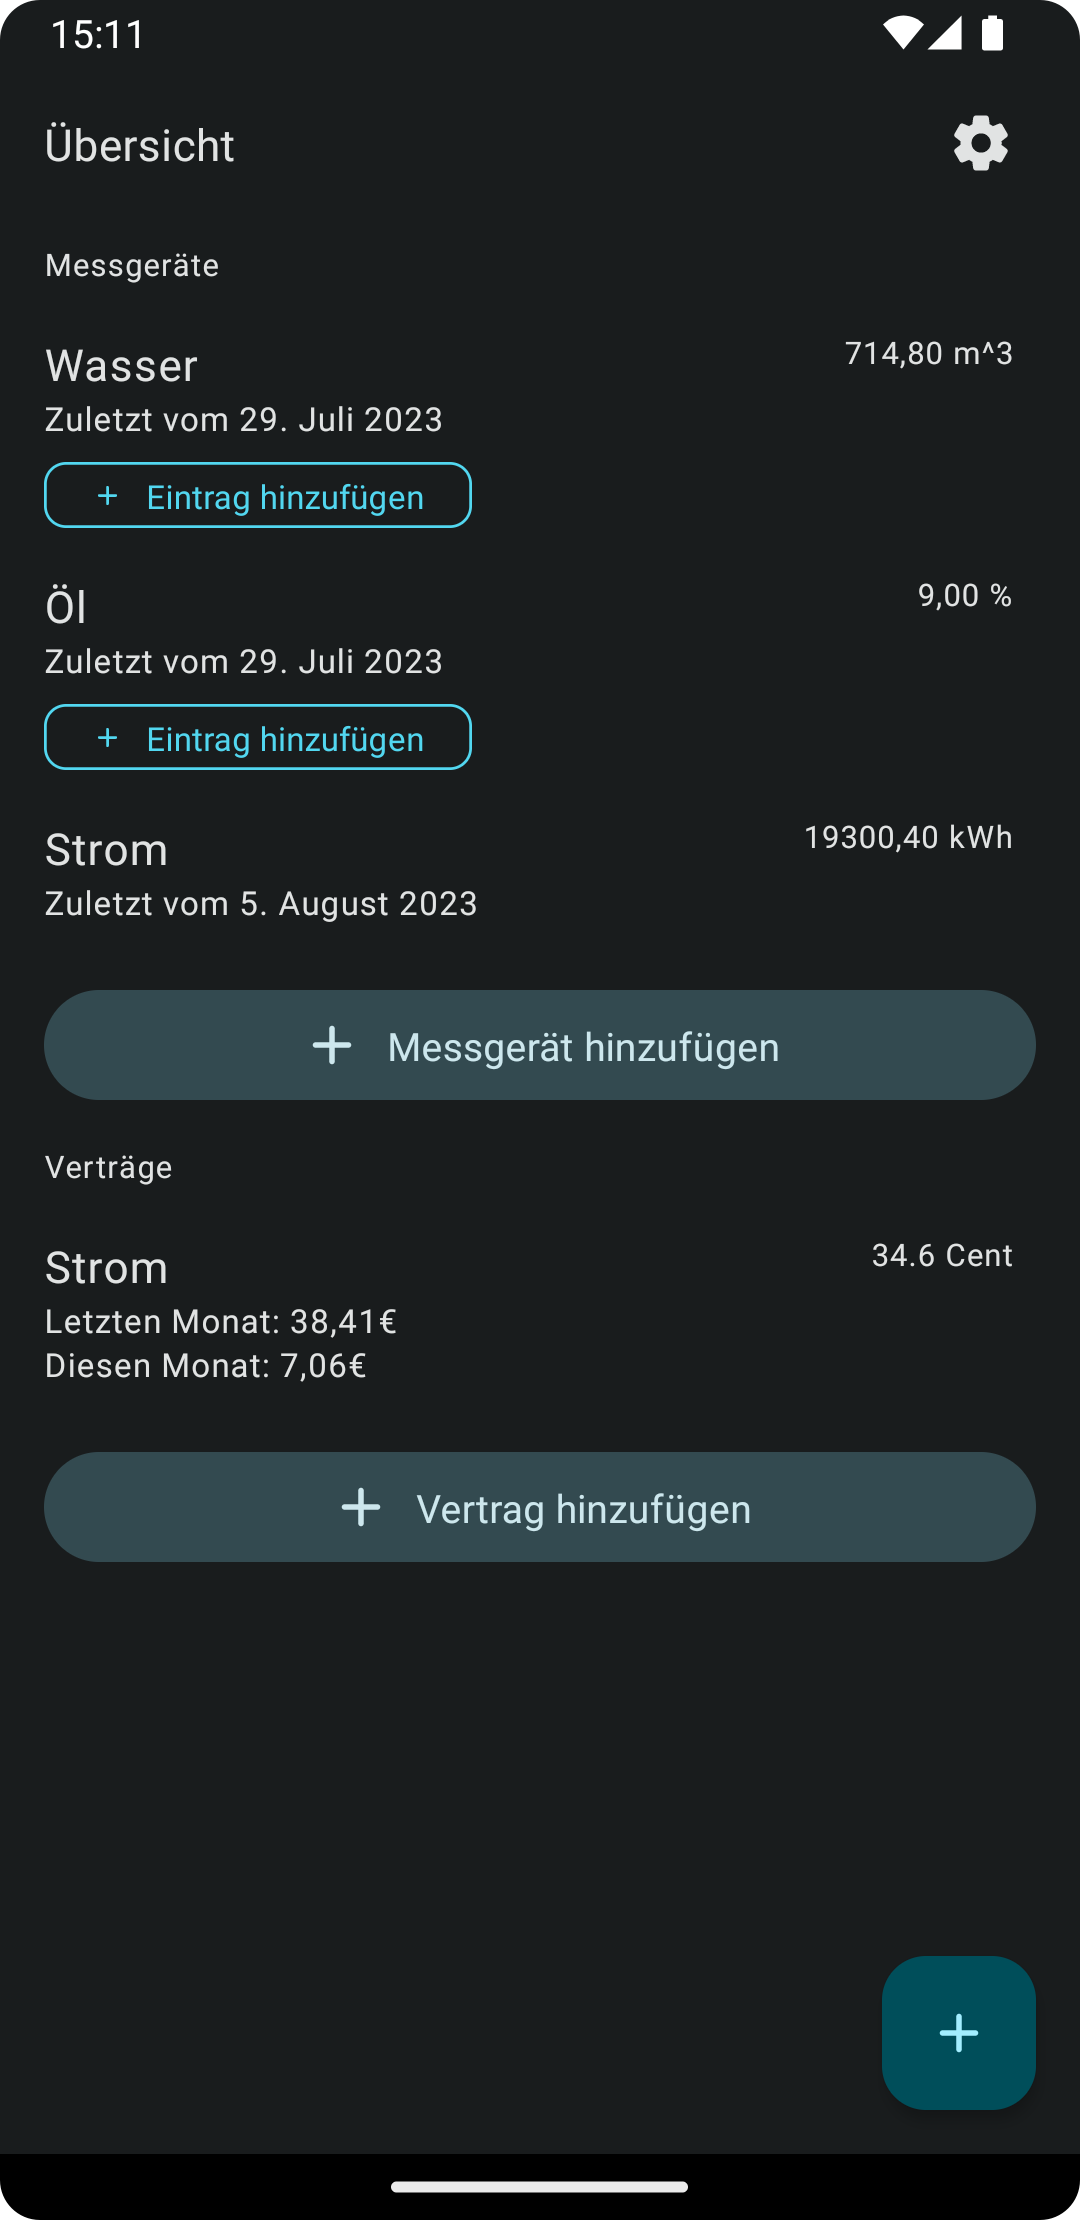 15:11
Übersicht
Messgeräte
Wasser
714,80 m^3
Zuletzt vom 29. Juli 2023
+ Eintrag hinzufügen
Öl
9,00 %
Zuletzt vom 29. Juli 2023
+ Eintrag hinzufügen
Strom
19300,40 kWh
Zuletzt vom 5. August 2023
+ Messgerät hinzufügen
Verträge
Strom
34.6 Cent
Letzten Monat: 38,41€
Diesen Monat: 7,06€
+ Vertrag hinzufügen
+